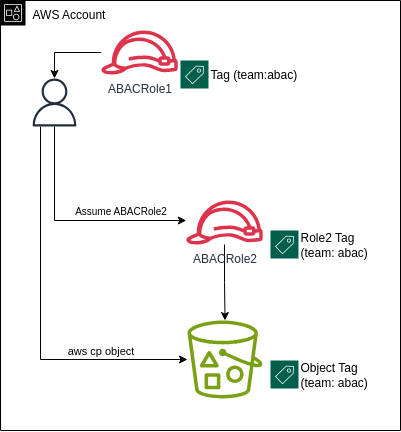 AWS Account
Tag (team:abac)
ABACRole1
Assume ABACRole2
Role2 Tag
(team: abac)
ABACRole2
aws cp object
Object Tag
(team: abac)